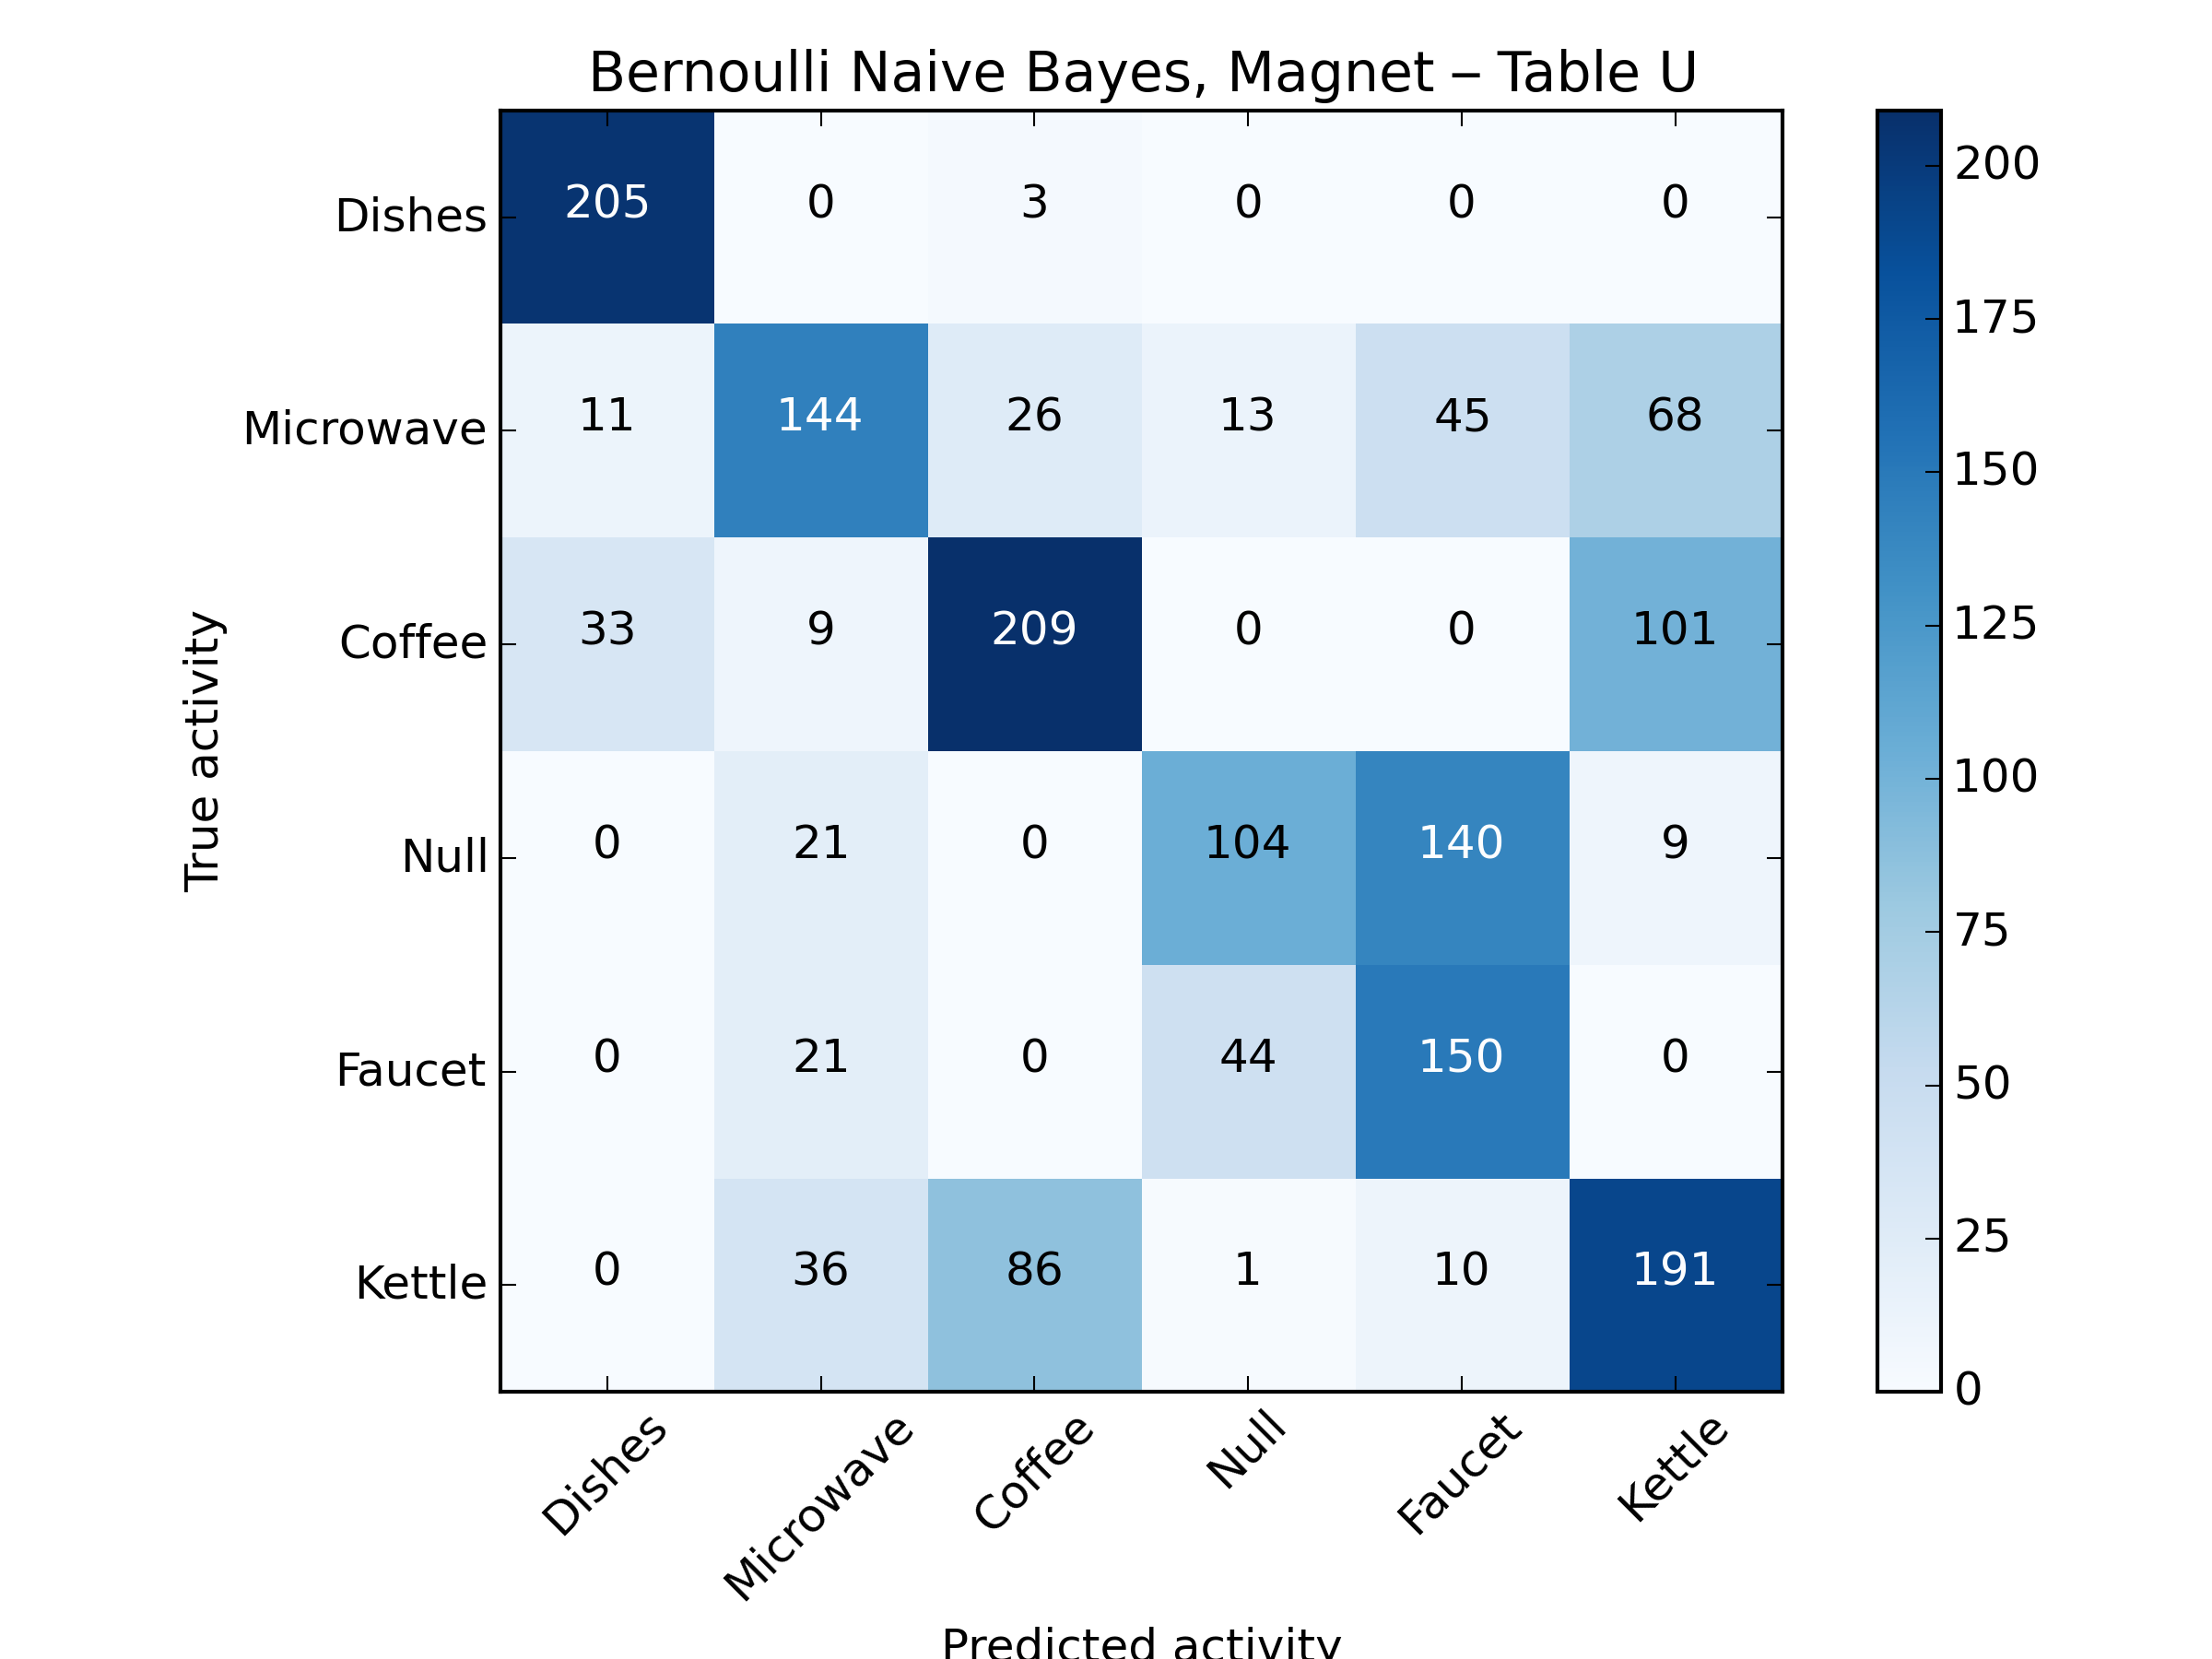 Bernoulli Naive Bayes, Magnet – Table U
Dishes 205 0 3 0 0 0
Microwave 11 144 26 13 45 68
Coffee 33 9 209 0 0 101
Null 0 21 0 104 140 9
Faucet 0 21 0 44 150 0
Kettle 0 36 86 1 10 191
True activity
Dishes Microwave Coffee Null Faucet Kettle
Predicted activity
200
175
150
125
100
75
50
25
0